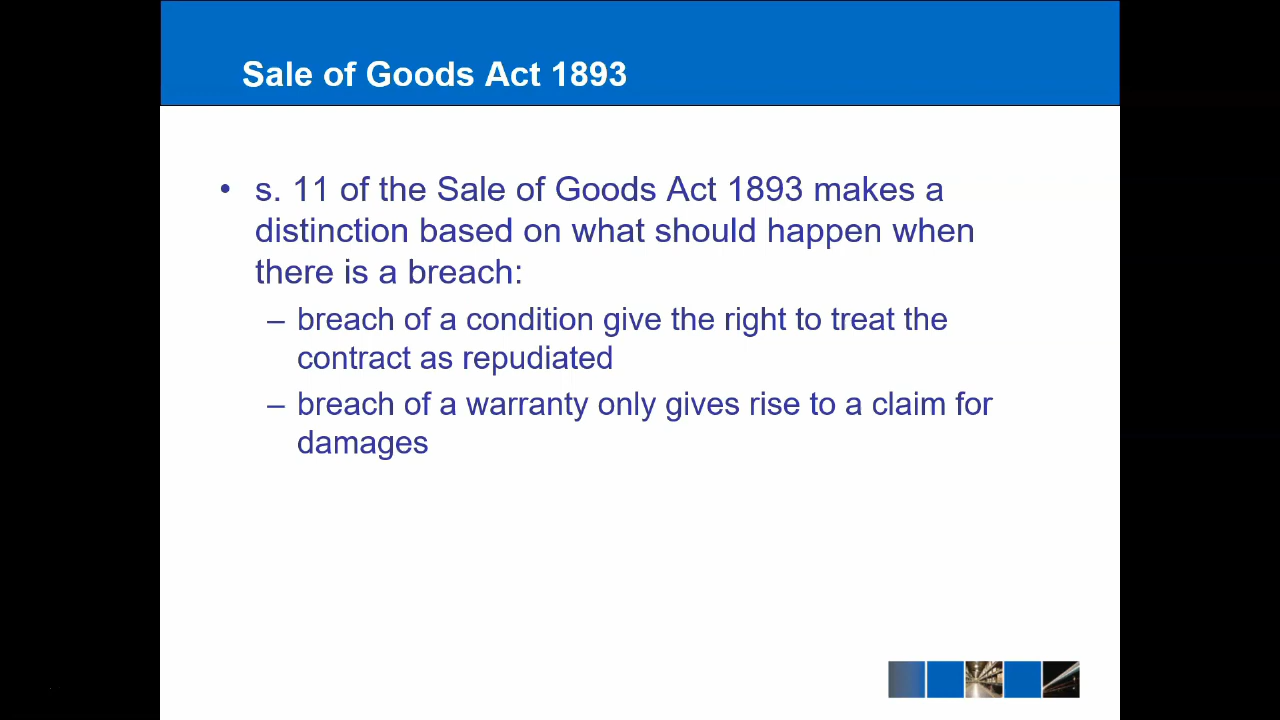 Sale of Goods Act 1893
• s. 11 of the Sale of Goods Act 1893 makes a
distinction based on what should happen when
there is a breach:
– breach of a condition give the right to treat the
contract as repudiated
– breach of a warranty only gives rise to a claim for
damages